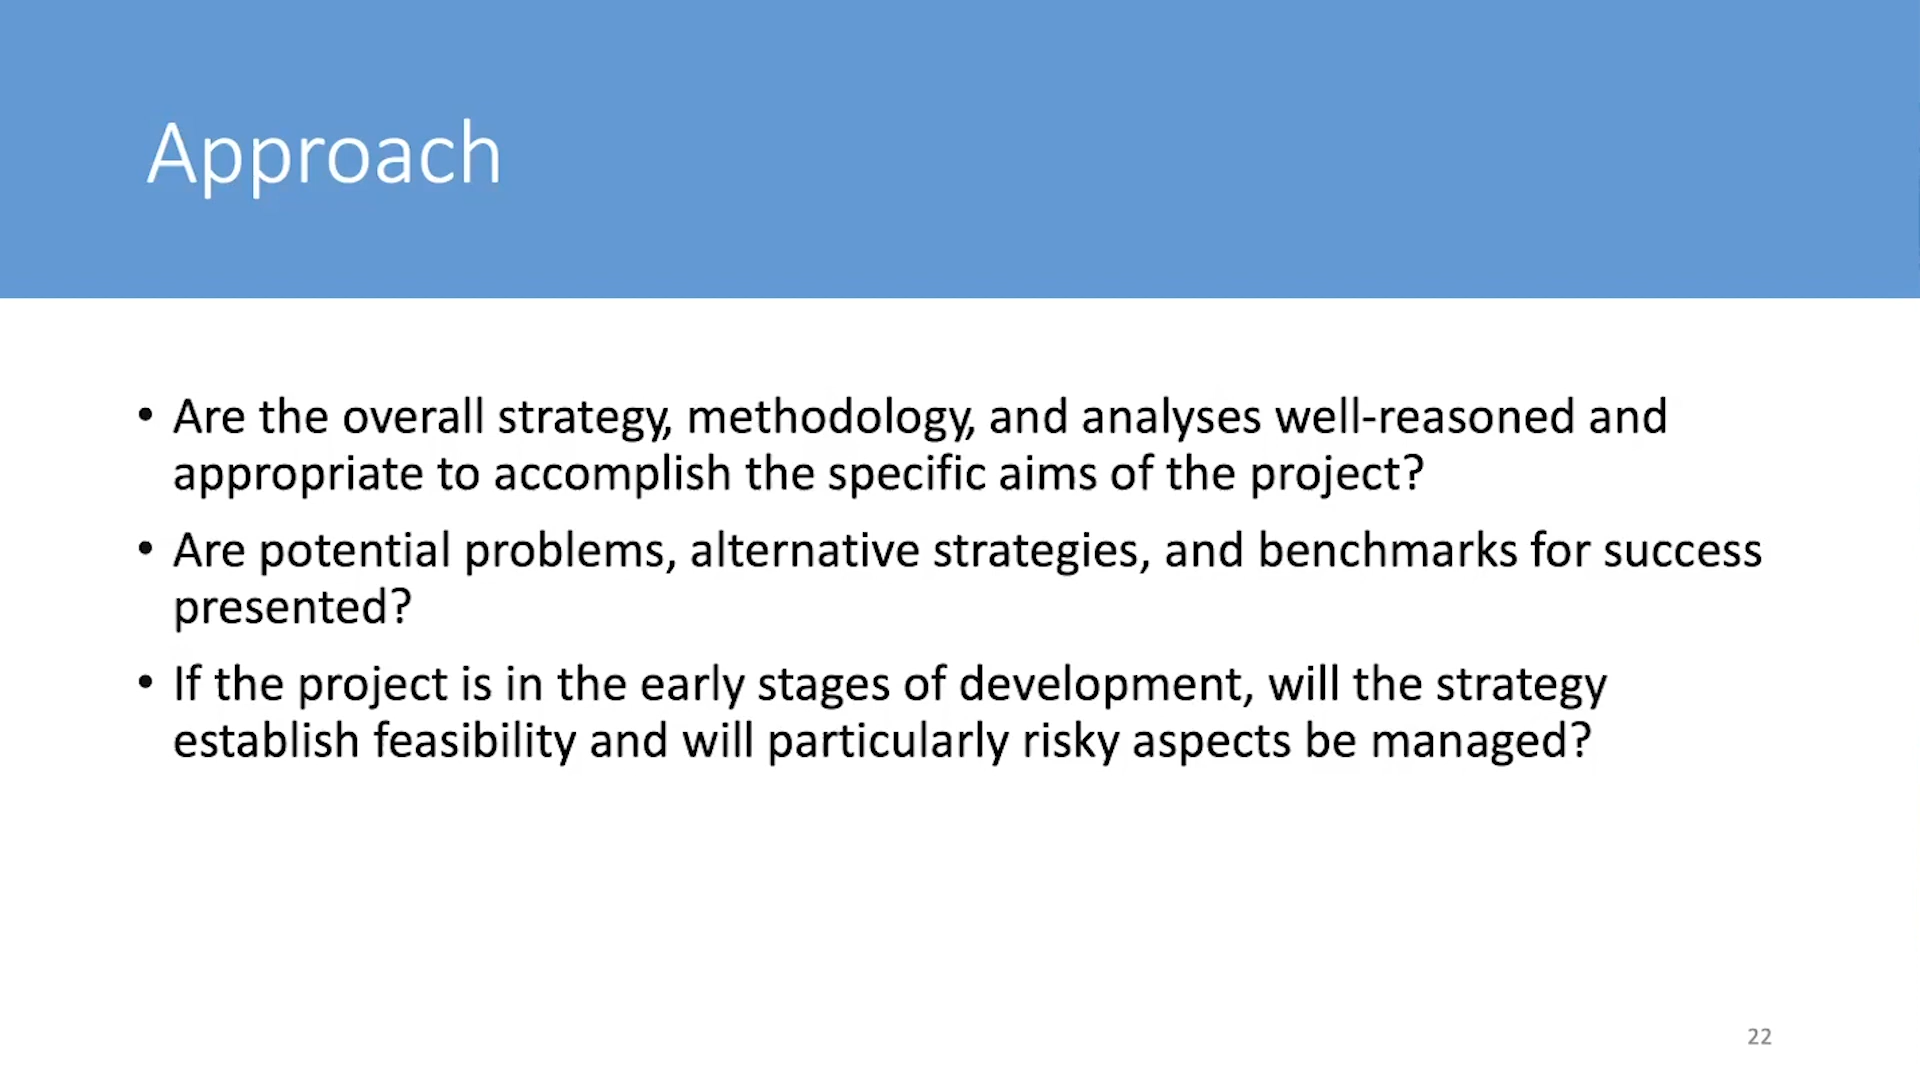 Approach
• Are the overall strategy, methodology, and analyses well-reasoned and
appropriate to accomplish the specific aims of the project?
• Are potential problems, alternative strategies, and benchmarks for success
presented?
• If the project is in the early stages of development, will the strategy
establish feasibility and will particularly risky aspects be managed?
22